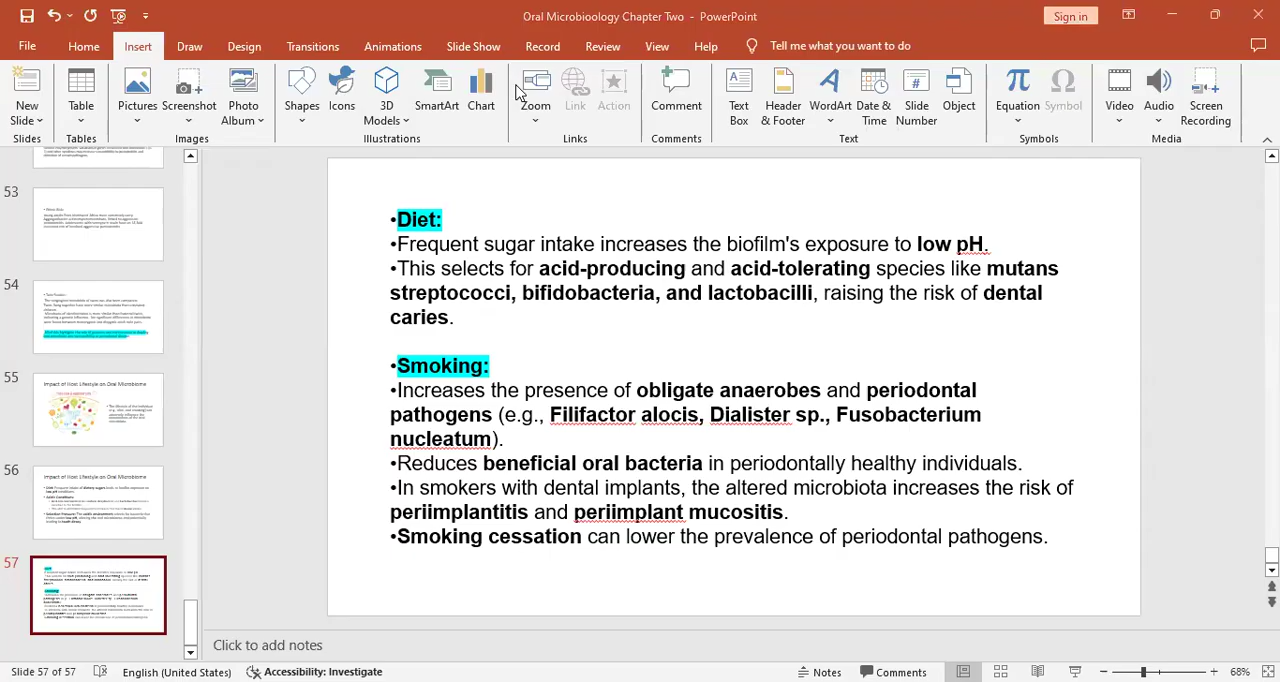 Oral Microbioology Chapter Two - PowerPoint
Sign in
File Home Insert Draw Design Transitions Animations Slide Show Record Review View Help Tell me what you want to do
New Slide
Table
Pictures
Screenshot
Photo Album
Shapes
Icons
3D Models
SmartArt
Chart
Zoom
Link
Action
Comment
Text Box
Header & Footer
WordArt
Date & Time
Slide Number
Object
Equation
Symbol
Video
Audio
Screen Recording
Slides Tables Images Illustrations Links Comments Text Symbols Media
53
54
55
Impact of Host Lifestyle on Oral Microbiome
56
Impact of Host Lifestyle on Oral Microbiome
57
•Diet:
•Frequent sugar intake increases the biofilm's exposure to low pH.
•This selects for acid-producing and acid-tolerating species like mutans
streptococci, bifidobacteria, and lactobacilli, raising the risk of dental
caries.
•Smoking:
•Increases the presence of obligate anaerobes and periodontal
pathogens (e.g., Filifactor alocis, Dialister sp., Fusobacterium
nucleatum).
•Reduces beneficial oral bacteria in periodontally healthy individuals.
•In smokers with dental implants, the altered microbiota increases the risk of
periimplantitis and periimplant mucositis.
•Smoking cessation can lower the prevalence of periodontal pathogens.
Click to add notes
Slide 57 of 57 English (United States) Accessibility: Investigate Notes Comments 68%